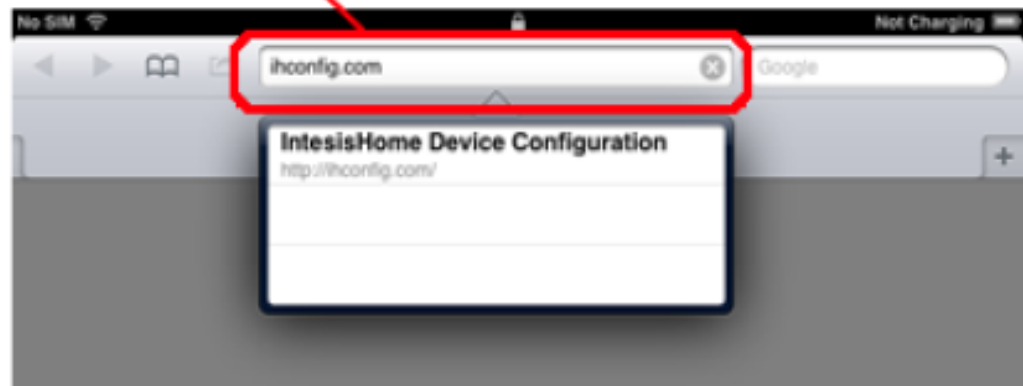 No SIM
Not Charging
ihconfig.com
Google
IntesisHome Device Configuration
http://ihconfig.com/
+